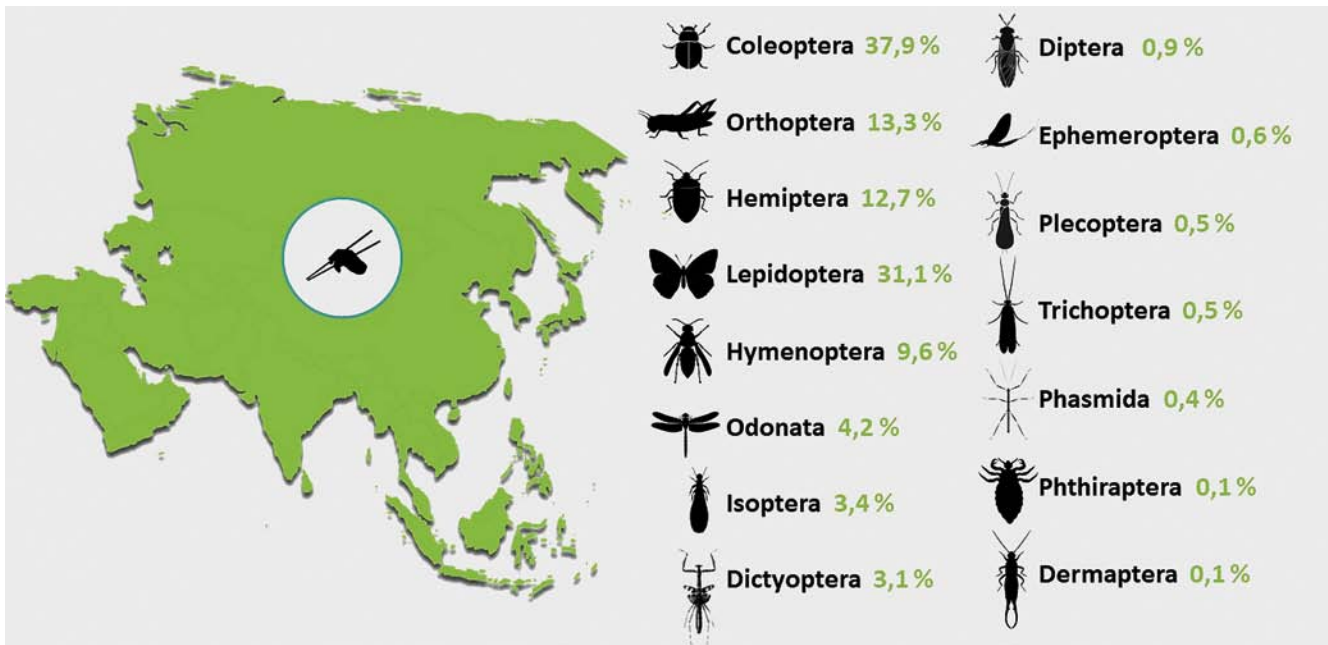 Coleoptera 37,9 %
Orthoptera 13,3 %
Hemiptera 12,7 %
Lepidoptera 31,1 %
Hymenoptera 9,6 %
Odonata 4,2 %
Isoptera 3,4 %
Dictyoptera 3,1 %
Diptera 0,9 %
Ephemeroptera 0,6 %
Plecoptera 0,5 %
Trichoptera 0,5 %
Phasmida 0,4 %
Phthiraptera 0,1 %
Dermaptera 0,1 %